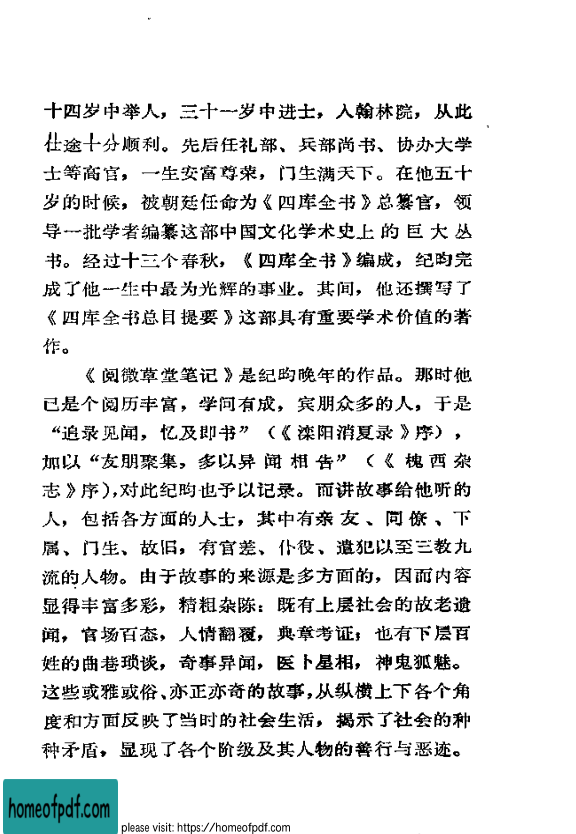 十四岁中举人，三十一岁中进士，入翰林院，从此
仕途十分顺利。先后任礼部、兵部尚书、协办大学
士等高官，一生安富尊荣，门生满天下。在他五十
岁的时候，被朝廷任命为《四库全书》总纂官，领
导一批学者编纂这部中国文化学术史上的巨大丛
书。经过十三个春秋，《四库全书》编成，纪昀完
成了他一生中最为光辉的事业。其间，他还撰写了
《四库全书总目提要》这部具有重要学术价值的著
作。
《阅微草堂笔记》是纪昀晚年的作品。那时他
已是个阅历丰富，学问有成，宾朋众多的人，于是
“追录见闻，忆及即书”（《滦阳消夏录》序），
加以“友朋聚集，多以异闻相告”（《槐西杂
志》序），对此纪昀也予以记录。而讲故事给他听的
人，包括各方面的人士，其中有亲友、同僚、下
属、门生、故旧，有官差、仆役、遣犯以至三教九
流的人物。由于故事的来源是多方面的，因而内容
显得丰富多彩，精粗杂陈：既有上层社会的故老遗
闻，官场百态，人情翻覆，典章考证；也有下层百
姓的曲巷琐谈，奇事异闻，医卜星相，神鬼狐魅。
这些或雅或俗、亦正亦奇的故事，从纵横上下各个角
度和方面反映了当时的社会生活，揭示了社会的种
种矛盾，显现了各个阶级及其人物的善行与恶迹。
homeofpdf.com
please visit: https://homeofpdf.com